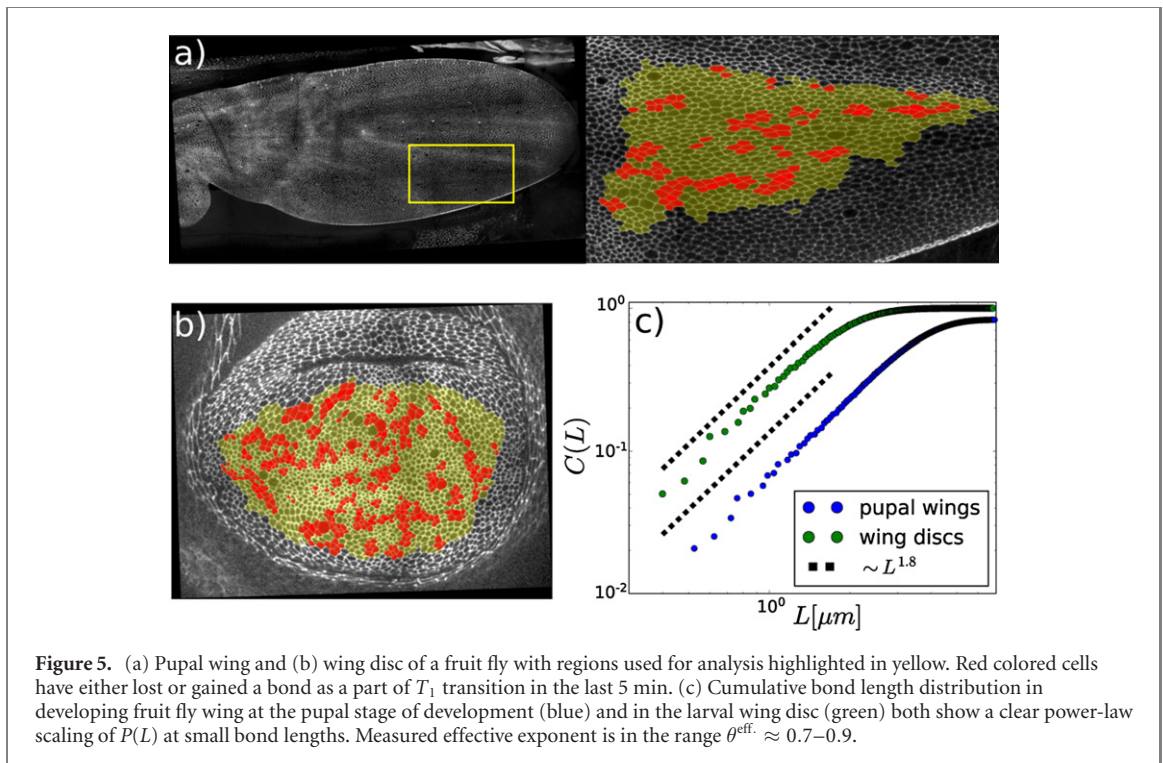 a)
b)
c)
10^0
10^-1
10^-2
C(L)
pupal wings
wing discs
~L^1.8
10^0
L[μm]
Figure 5. (a) Pupal wing and (b) wing disc of a fruit fly with regions used for analysis highlighted in yellow. Red colored cells
have either lost or gained a bond as a part of T₁ transition in the last 5 min. (c) Cumulative bond length distribution in
developing fruit fly wing at the pupal stage of development (blue) and in the larval wing disc (green) both show a clear power-law
scaling of P(L) at small bond lengths. Measured effective exponent is in the range θ^eff. ≈ 0.7–0.9.